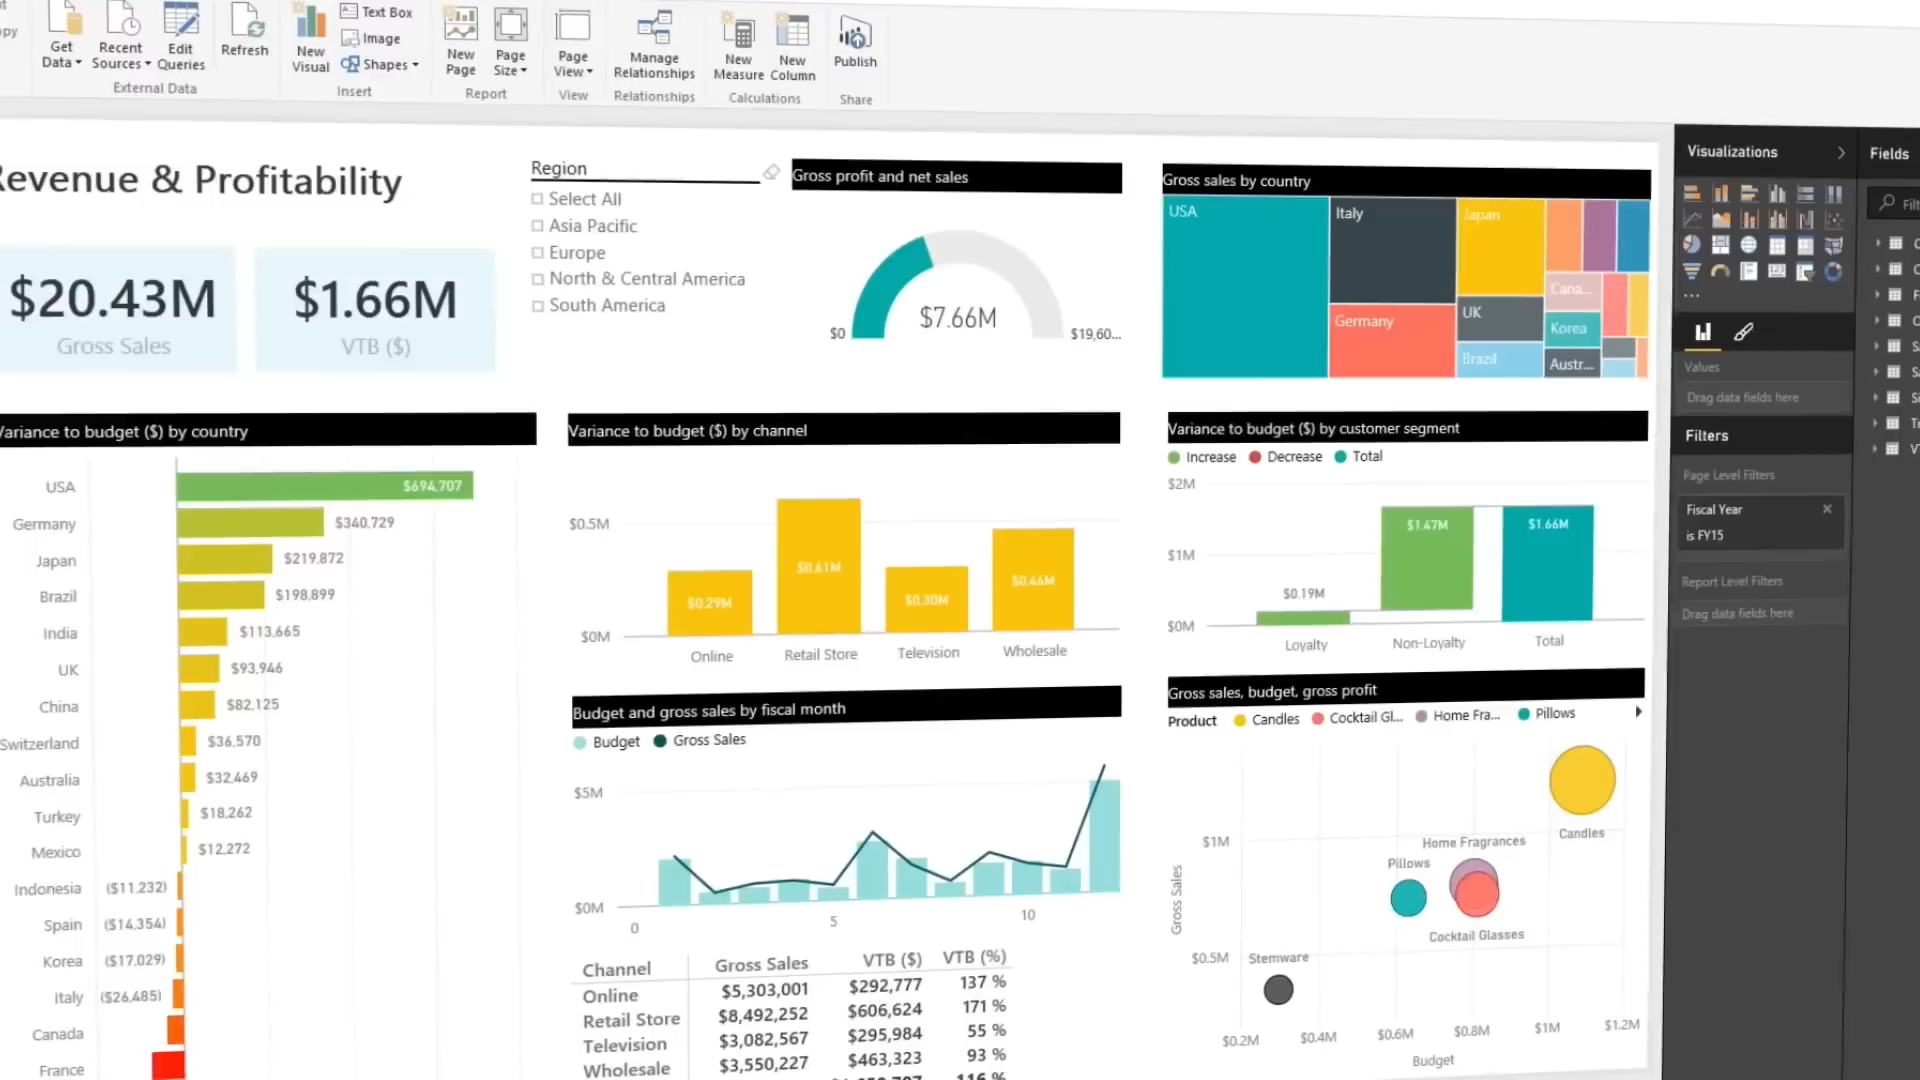 Get Data
Recent Sources
Edit Queries
External Data
Refresh
New Visual
Text Box
Image
Shapes
Insert
New Page
Page Size
Report
Page View
View
Manage Relationships
Relationships
New Measure
New Column
Calculations
Publish
Share
Revenue & Profitability
$20.43M
Gross Sales
$1.66M
VTB ($)
Region
Select All
Asia Pacific
Europe
North & Central America
South America
Gross profit and net sales
$0
$7.66M
$19,60...
Gross sales by country
USA
Italy
Japan
Germany
UK
Brazil
Cana...
Korea
Austr...
Variance to budget ($) by country
USA $694,707
Germany $340,729
Japan $219,872
Brazil $198,899
India $113,665
UK $93,946
China $82,125
Switzerland $36,570
Australia $32,469
Turkey $18,262
Mexico $12,272
Indonesia ($11,232)
Spain ($14,354)
Korea ($17,029)
Italy ($26,485)
Canada
France
Variance to budget ($) by channel
$0.5M
$0M
$0.29M
$0.61M
$0.30M
$0.46M
Online
Retail Store
Television
Wholesale
Variance to budget ($) by customer segment
Increase Decrease Total
$2M
$1M
$0M
$0.19M
$1.47M
$1.66M
Loyalty
Non-Loyalty
Total
Budget and gross sales by fiscal month
Budget Gross Sales
$5M
$0M
0 5 10
Channel Gross Sales VTB ($) VTB (%)
Online $5,303,001 $292,777 137 %
Retail Store $8,492,252 $606,624 171 %
Television $3,082,567 $295,984 55 %
Wholesale $3,550,227 $463,323 93 %
116 %
Gross sales, budget, gross profit
Product Candles Cocktail Gl... Home Fra... Pillows
$1M
$0.5M
Gross Sales
Candles
Home Fragrances
Pillows
Cocktail Glasses
Stemware
$0.2M $0.4M $0.6M $0.8M $1M $1.2M
Budget
Visualizations
Values
Drag data fields here
Filters
Page Level Filters
Fiscal Year
is FY15
Report Level Filters
Drag data fields here
Fields